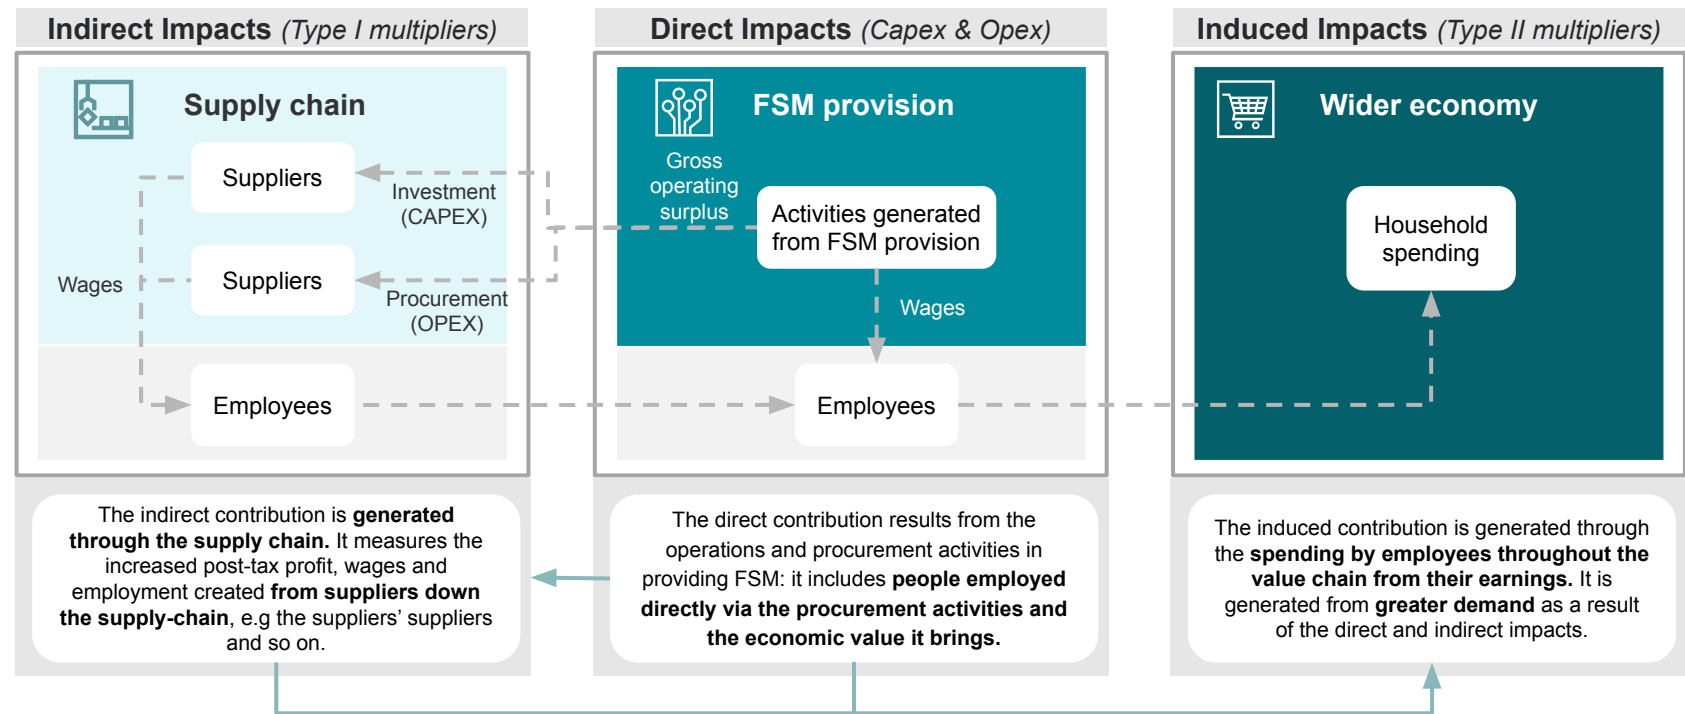 Indirect Impacts (Type I multipliers)
Supply chain
Suppliers
Investment
(CAPEX)
Suppliers
Wages
Procurement
(OPEX)
Employees
The indirect contribution is generated
through the supply chain. It measures the
increased post-tax profit, wages and
employment created from suppliers down
the supply-chain, e.g the suppliers’ suppliers
and so on.
Direct Impacts (Capex & Opex)
FSM provision
Gross
operating
surplus
Activities generated
from FSM provision
Wages
Employees
The direct contribution results from the
operations and procurement activities in
providing FSM: it includes people employed
directly via the procurement activities and
the economic value it brings.
Induced Impacts (Type II multipliers)
Wider economy
Household
spending
The induced contribution is generated through
the spending by employees throughout the
value chain from their earnings. It is
generated from greater demand as a result
of the direct and indirect impacts.